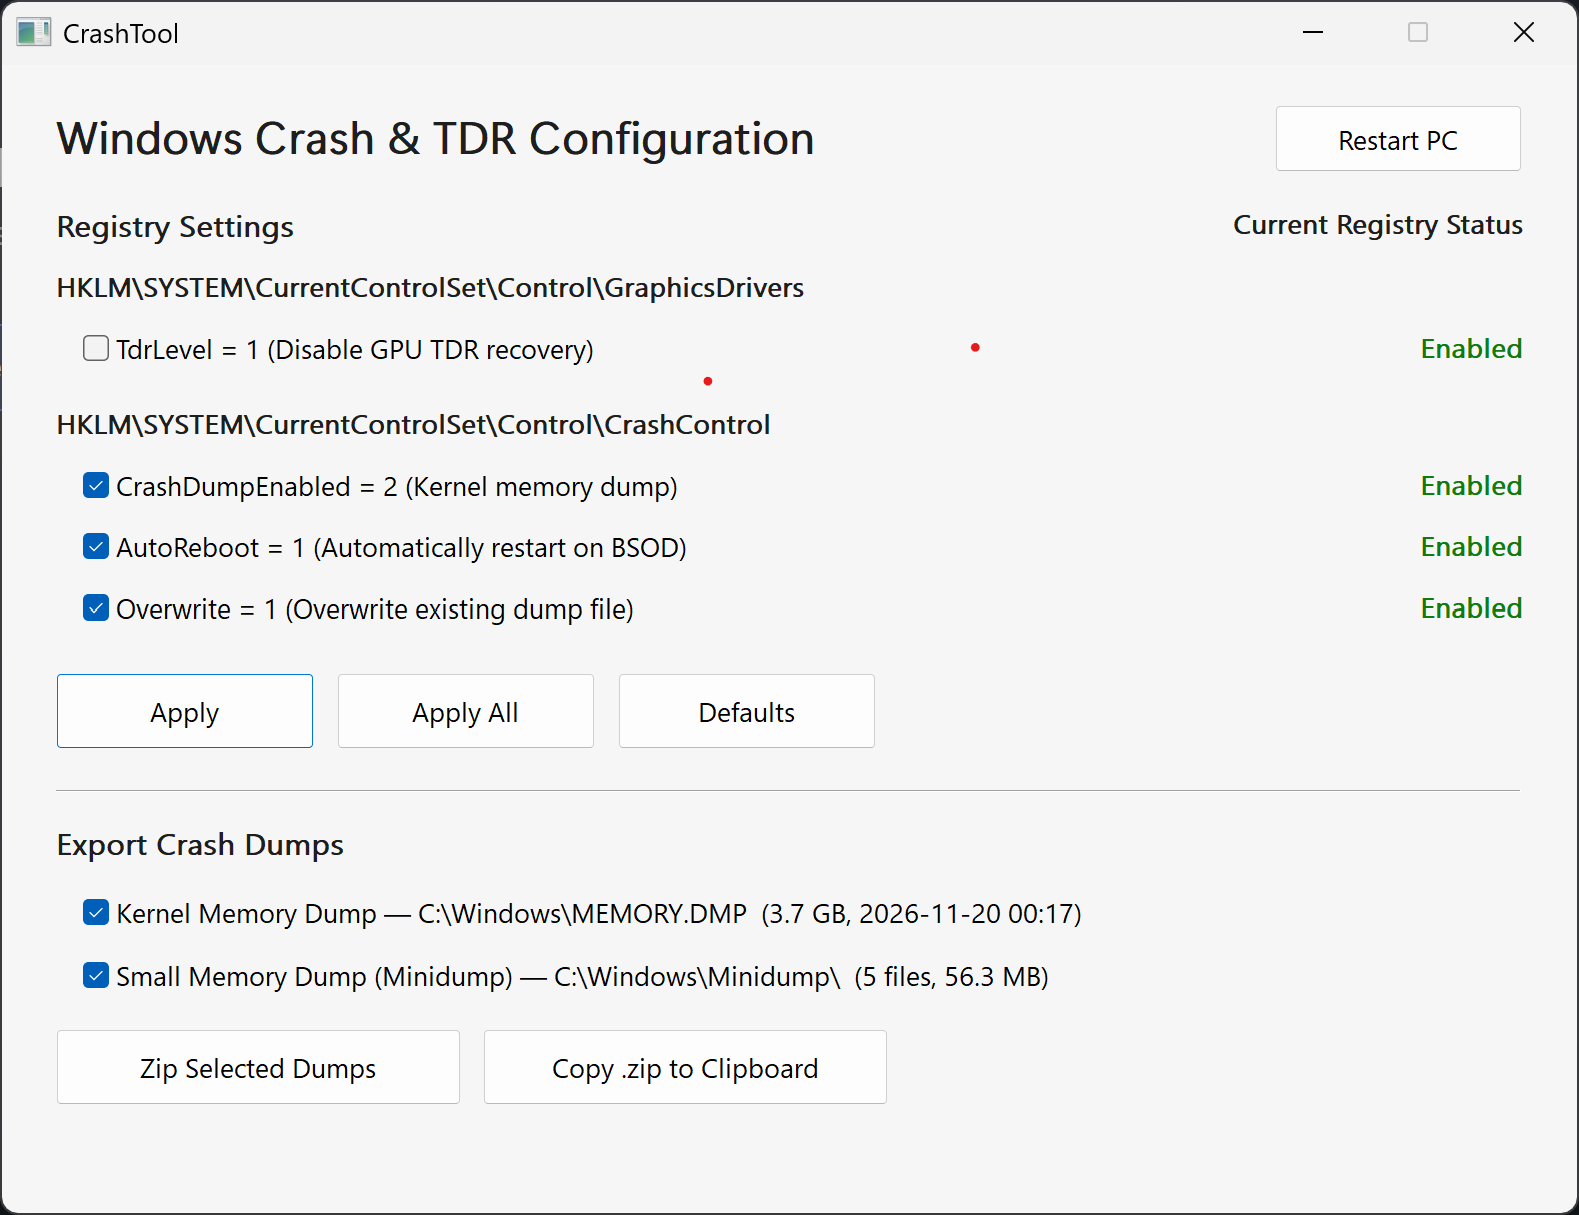 CrashTool
Windows Crash & TDR Configuration
Restart PC
Registry Settings
Current Registry Status
HKLM\SYSTEM\CurrentControlSet\Control\GraphicsDrivers
TdrLevel = 1 (Disable GPU TDR recovery)
Enabled
HKLM\SYSTEM\CurrentControlSet\Control\CrashControl
CrashDumpEnabled = 2 (Kernel memory dump)
Enabled
AutoReboot = 1 (Automatically restart on BSOD)
Enabled
Overwrite = 1 (Overwrite existing dump file)
Enabled
Apply
Apply All
Defaults
Export Crash Dumps
Kernel Memory Dump — C:\Windows\MEMORY.DMP  (3.7 GB, 2026-11-20 00:17)
Small Memory Dump (Minidump) — C:\Windows\Minidump\  (5 files, 56.3 MB)
Zip Selected Dumps
Copy .zip to Clipboard